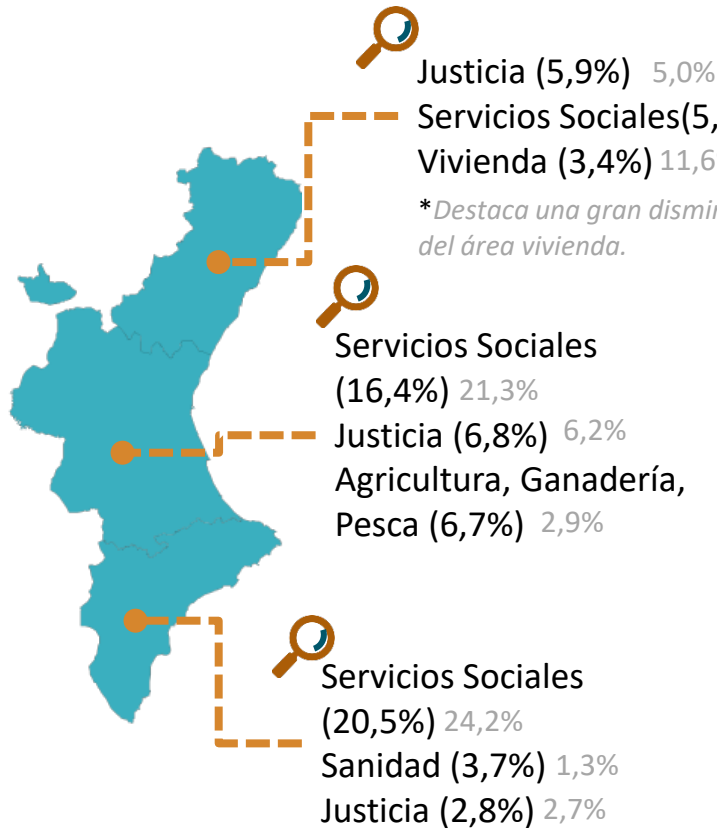 Justicia (5,9%) 5,0%
Servicios Sociales(5,
Vivienda (3,4%) 11,6
*Destaca una gran
del área vivienda.
Servicios Sociales
(16,4%) 21,3%
Justicia (6,8%) 6,2%
Agricultura, Ganadería,
Pesca (6,7%) 2,9%
Servicios Sociales
(20,5%) 24,2%
Sanidad (3,7%) 1,3%
Justicia (2,8%) 2,7%